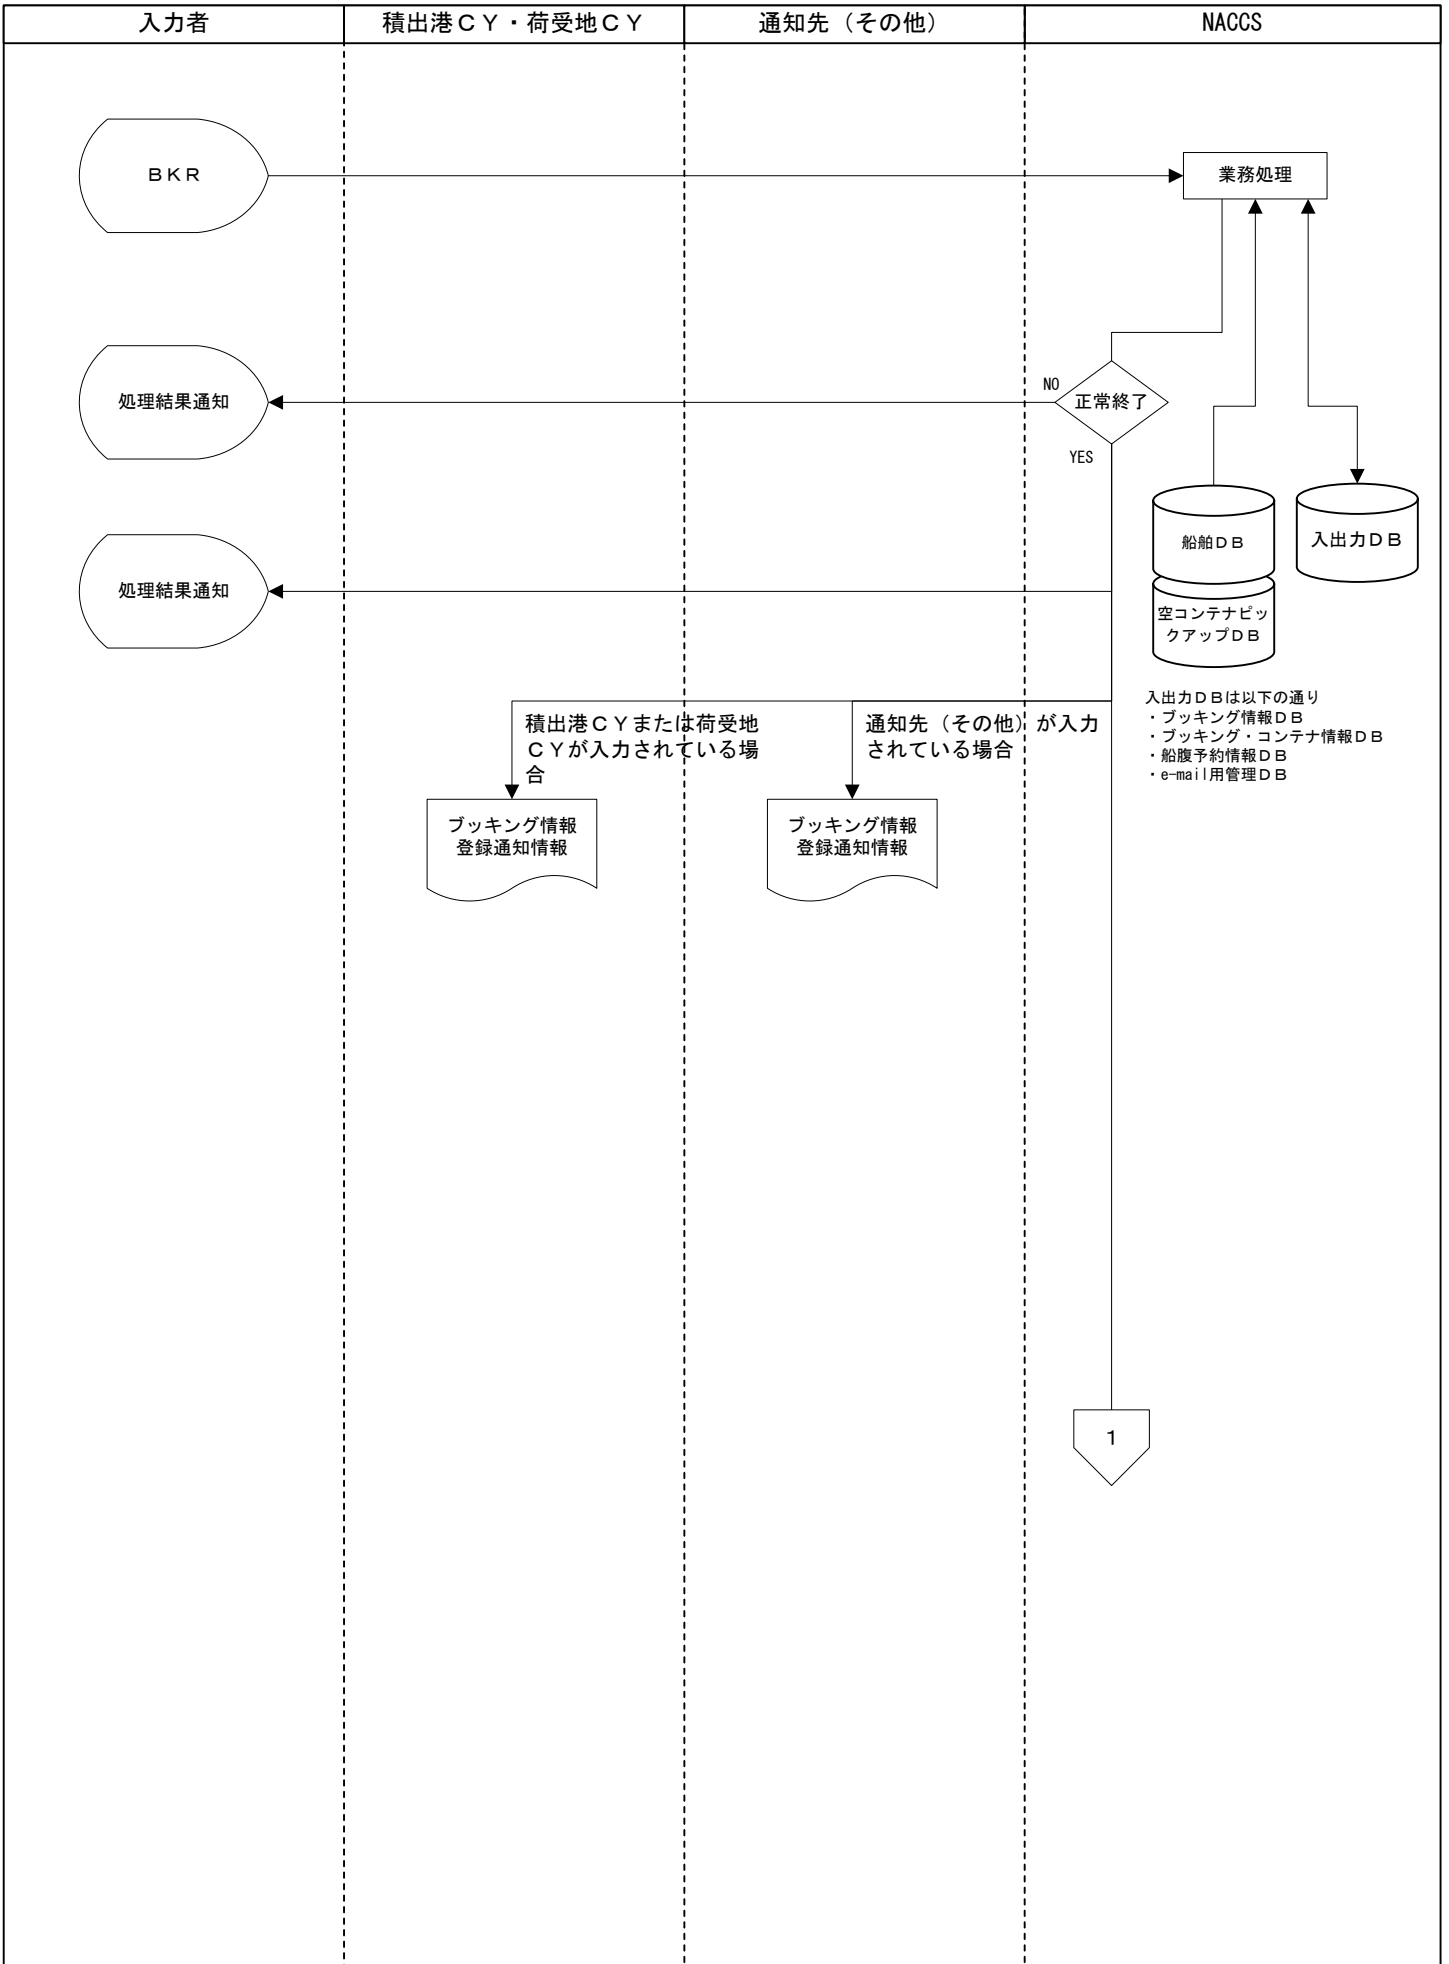 入力者
積出港ＣＹ・荷受地ＣＹ
通知先（その他）
NACCS
ＢＫＲ
業務処理
処理結果通知
NO
正常終了
YES
船舶ＤＢ
入出力ＤＢ
処理結果通知
空コンテナピッ
クアップＤＢ
入出力ＤＢは以下の通り
・ブッキング情報ＤＢ
・ブッキング・コンテナ情報ＤＢ
・船腹予約情報ＤＢ
・e-mail用管理ＤＢ
積出港ＣＹまたは荷受地
ＣＹが入力されている場
合
通知先（その他）が入力
されている場合
ブッキング情報
登録通知情報
ブッキング情報
登録通知情報
１